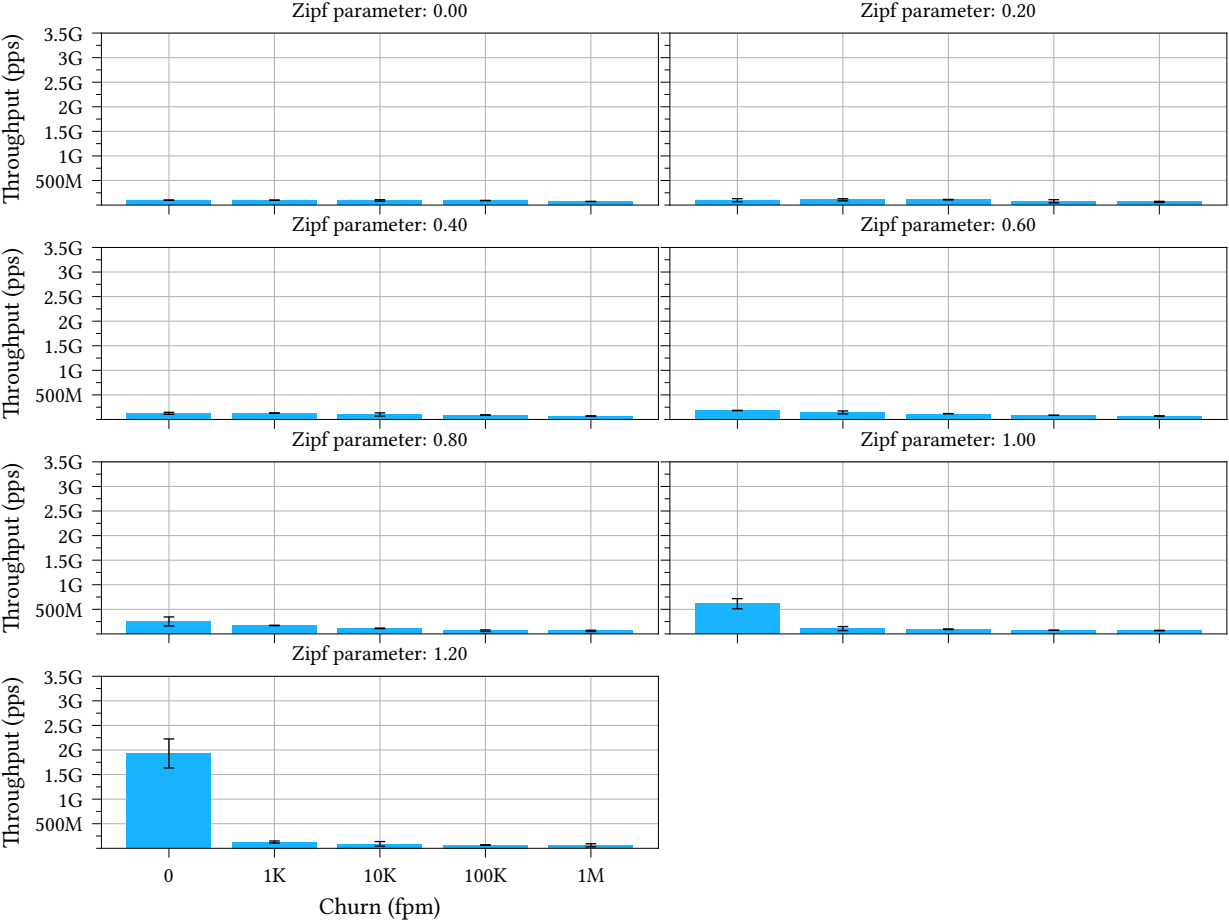 Zipf parameter: 0.00
Zipf parameter: 0.20
Throughput (pps)
3.5G
3G
2.5G
2G
1.5G
1G
500M
Zipf parameter: 0.40
Zipf parameter: 0.60
Throughput (pps)
3.5G
3G
2.5G
2G
1.5G
1G
500M
Zipf parameter: 0.80
Zipf parameter: 1.00
Throughput (pps)
3.5G
3G
2.5G
2G
1.5G
1G
500M
Zipf parameter: 1.20
Throughput (pps)
3.5G
3G
2.5G
2G
1.5G
1G
500M
0 1K 10K 100K 1M
Churn (fpm)